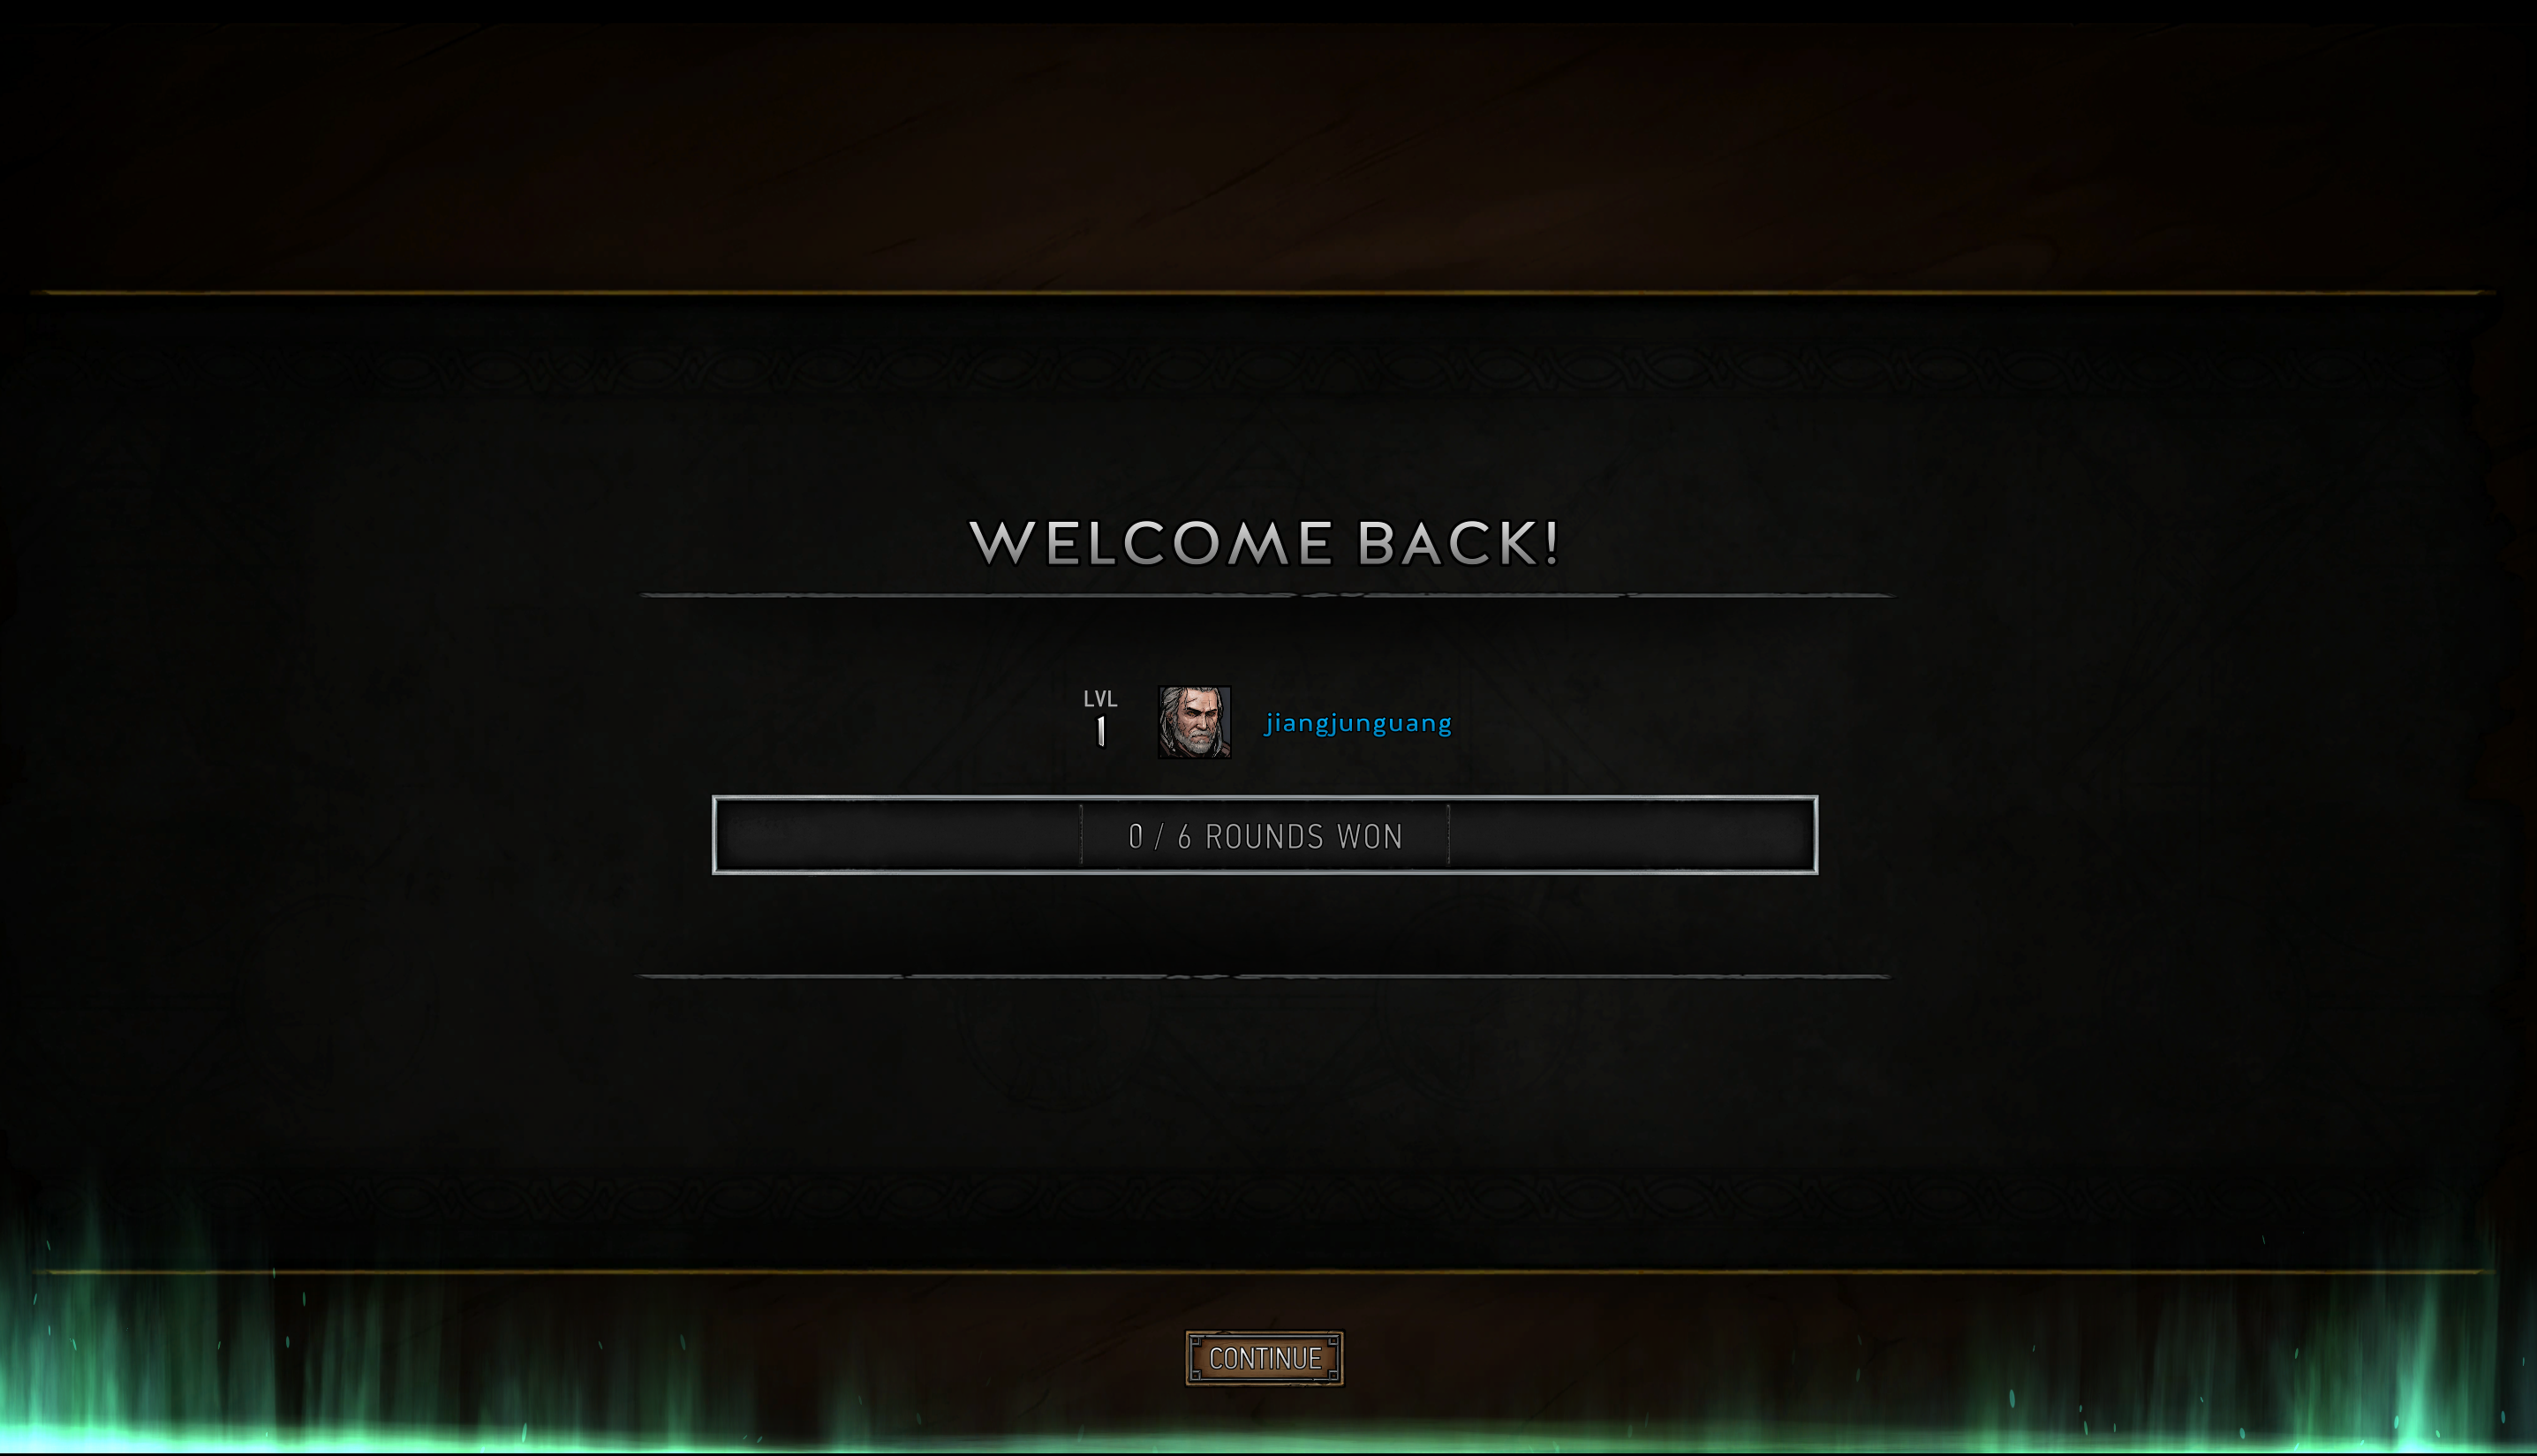 WELCOME BACK!
LVL
1
jiangjunguang
0 / 6 ROUNDS WON
CONTINUE